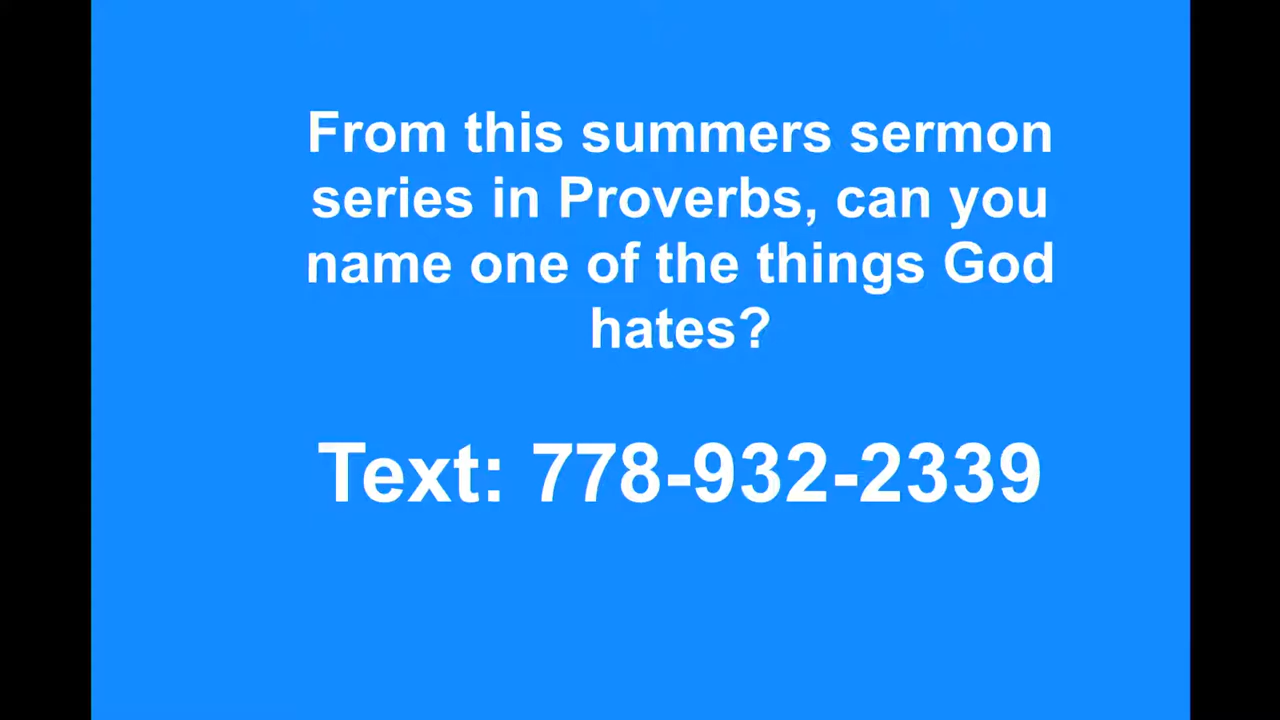 From this summers sermon
series in Proverbs, can you
name one of the things God
hates?
Text: 778-932-2339